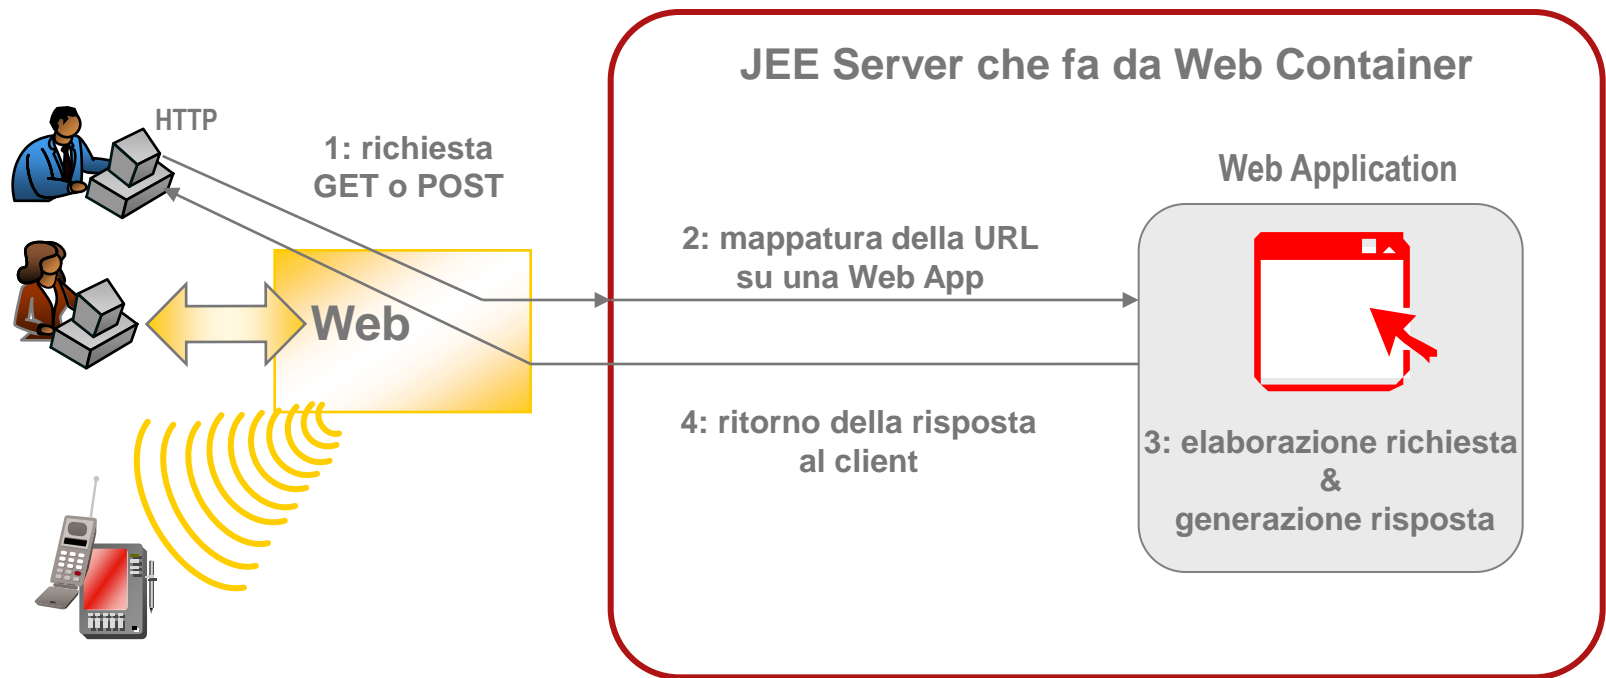 JEE Server che fa da Web Container
HTTP
1: richiesta
GET o POST
Web Application
2: mappatura della URL
su una Web App
Web
4: ritorno della risposta
al client
3: elaborazione richiesta
&
generazione risposta